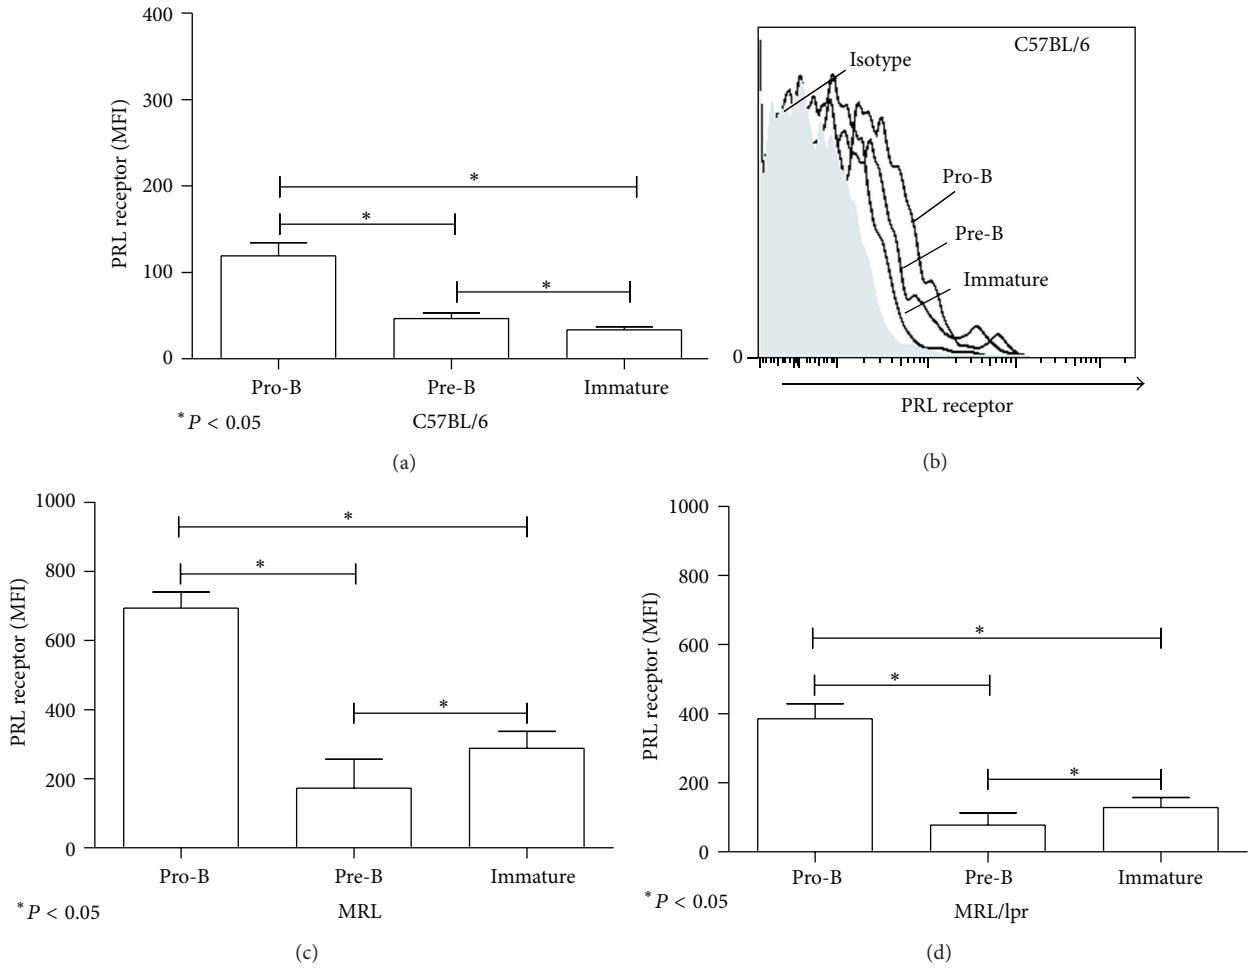 400
300
200
100
0
PRL receptor (MFI)
*
*
*
Pro-B Pre-B Immature
* P < 0.05 C57BL/6
(a)
C57BL/6
Isotype
Pro-B
Pre-B
Immature
0
PRL receptor
(b)
1000
800
600
400
200
0
PRL receptor (MFI)
*
*
*
Pro-B Pre-B Immature
* P < 0.05 MRL
(c)
1000
800
600
400
200
0
PRL receptor (MFI)
*
*
*
Pro-B Pre-B Immature
* P < 0.05 MRL/lpr
(d)